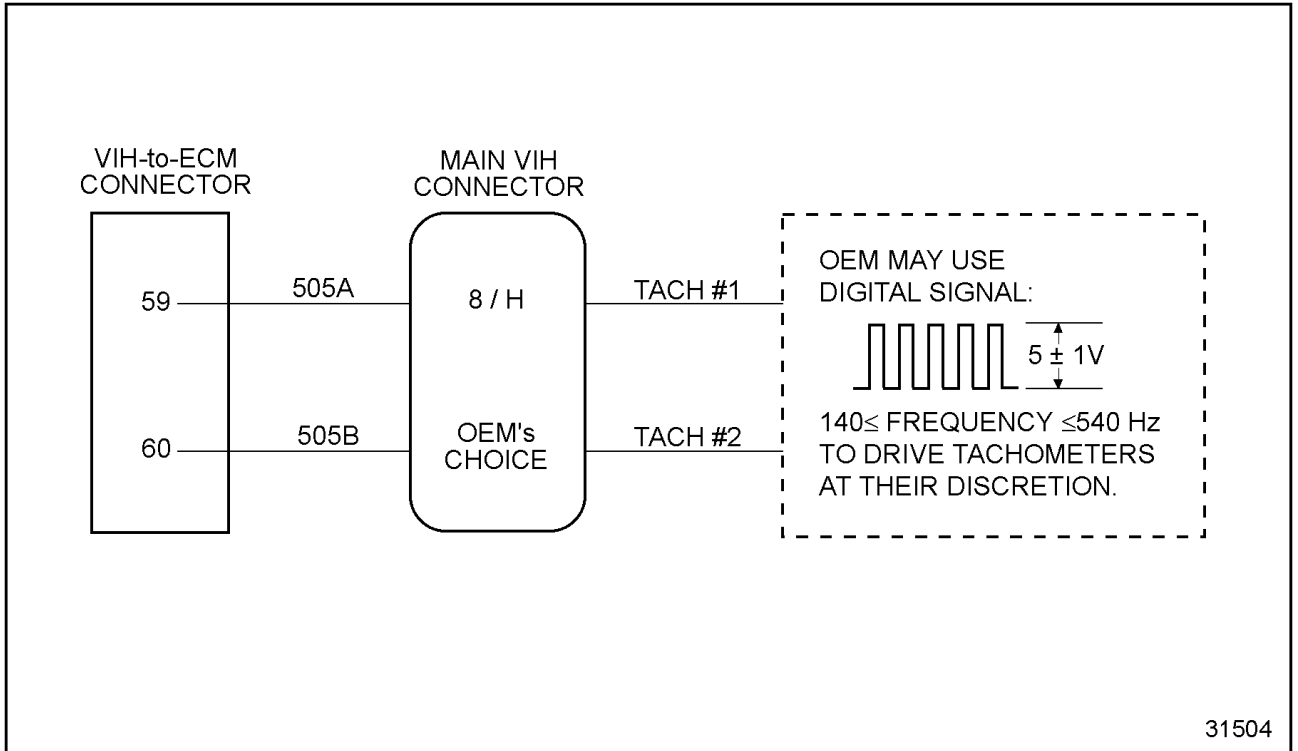 VIH-to-ECM
CONNECTOR
MAIN VIH
CONNECTOR
59
505A
8 / H
TACH #1
60
505B
OEM's
CHOICE
TACH #2
OEM MAY USE
DIGITAL SIGNAL:
5 ± 1V
140≤ FREQUENCY ≤540 Hz
TO DRIVE TACHOMETERS
AT THEIR DISCRETION.
31504